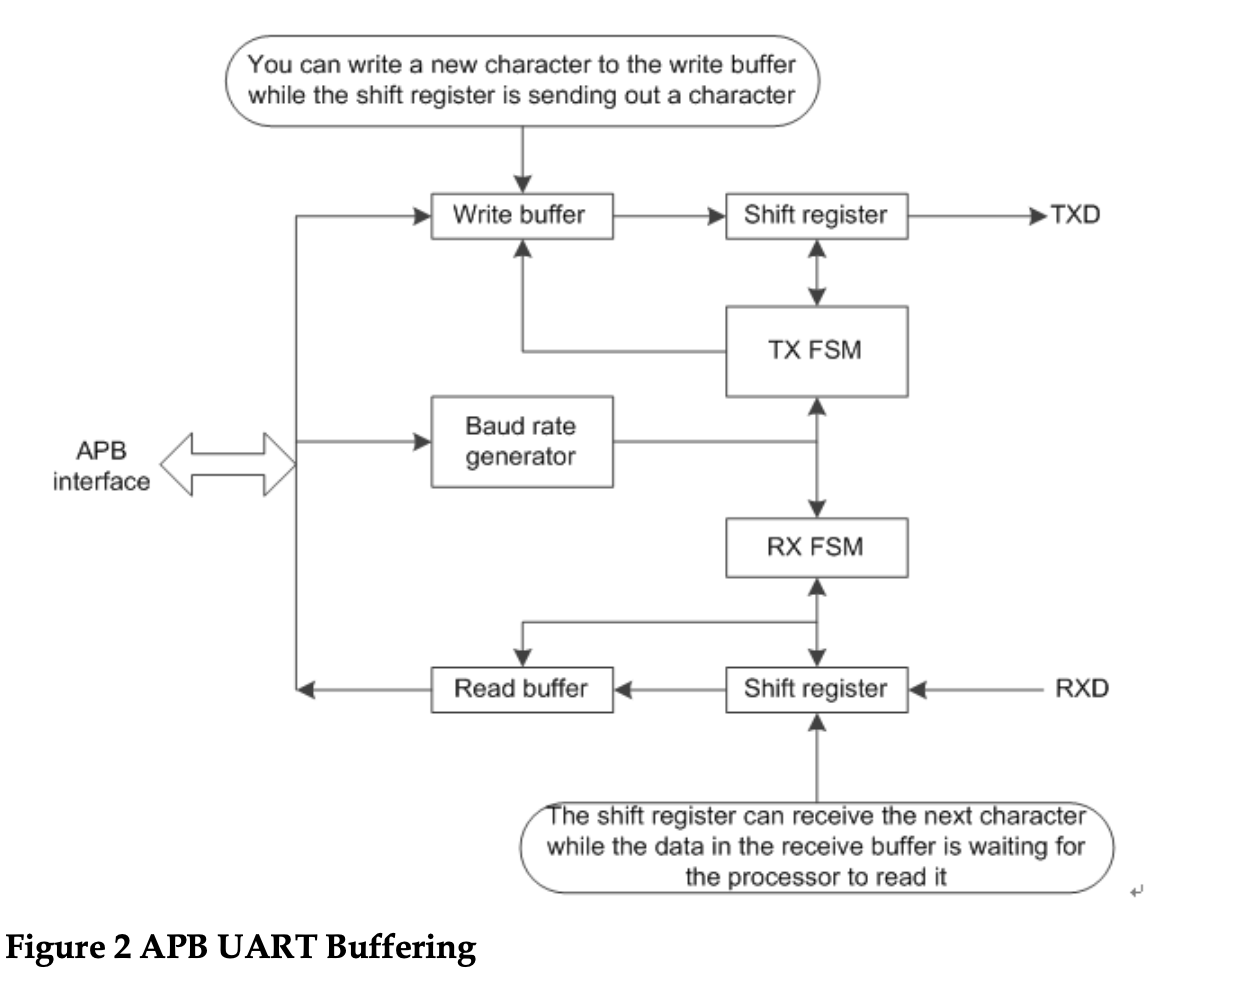 You can write a new character to the write buffer
while the shift register is sending out a character
Write buffer
Shift register
TXD
TX FSM
Baud rate
generator
APB
interface
RX FSM
Read buffer
Shift register
RXD
The shift register can receive the next character
while the data in the receive buffer is waiting for
the processor to read it
Figure 2 APB UART Buffering